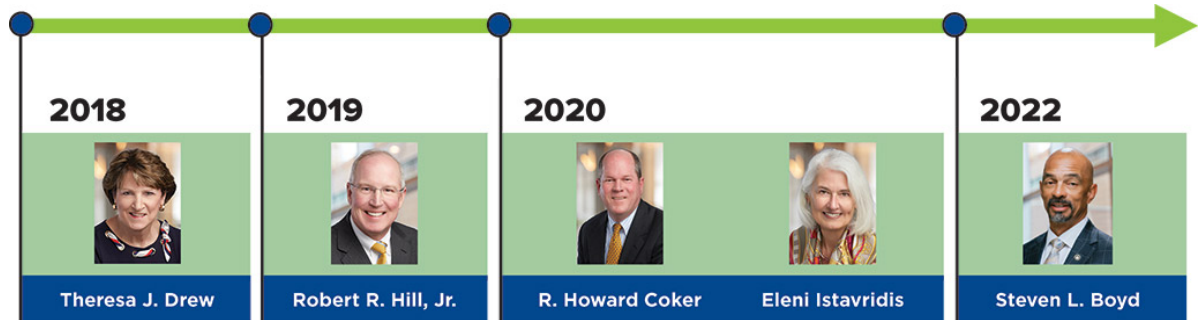 2018
2019
2020
2022
Theresa J. Drew
Robert R. Hill, Jr.
R. Howard Coker
Eleni Istavridis
Steven L. Boyd